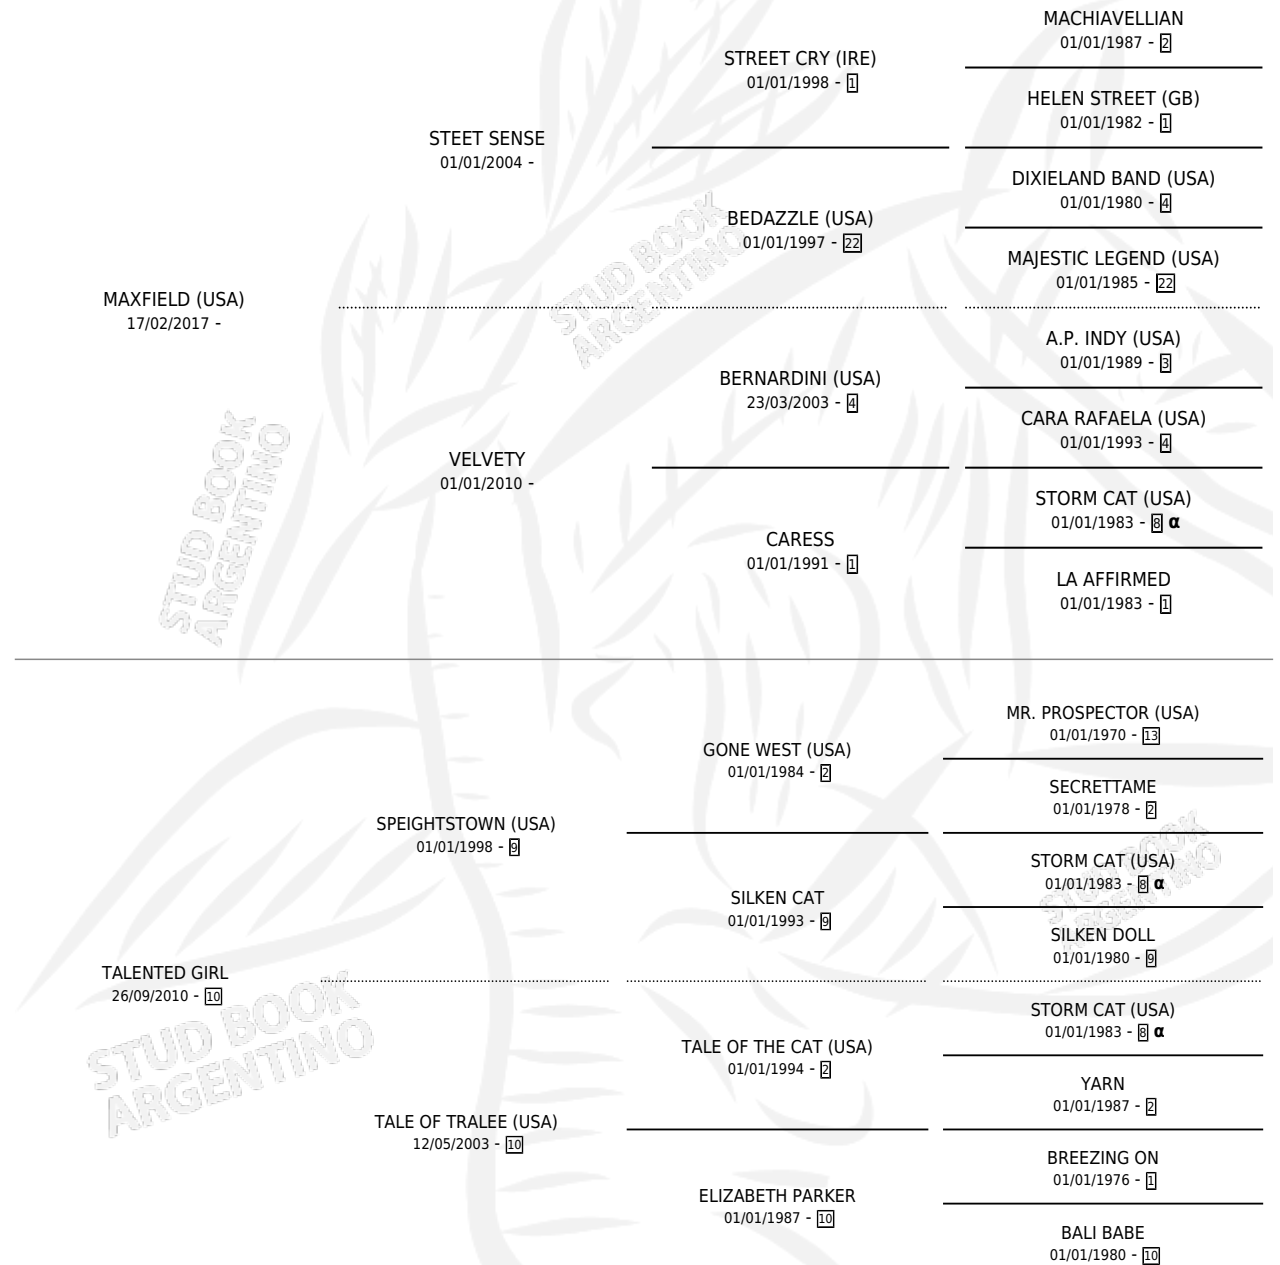 MACHIAVELLIAN
01/01/1987 - 2
STREET CRY (IRE)
01/01/1998 - 1
HELEN STREET (GB)
01/01/1982 - 1
STEET SENSE
01/01/2004 -
DIXIELAND BAND (USA)
01/01/1980 - 4
BEDAZZLE (USA)
01/01/1997 - 22
MAJESTIC LEGEND (USA)
01/01/1985 - 22
MAXFIELD (USA)
17/02/2017 -
A.P. INDY (USA)
01/01/1989 - 3
BERNARDINI (USA)
23/03/2003 - 4
CARA RAFAELA (USA)
01/01/1993 - 4
VELVETY
01/01/2010 -
STORM CAT (USA)
01/01/1983 - 8 α
CARESS
01/01/1991 - 1
LA AFFIRMED
01/01/1983 - 1
MR. PROSPECTOR (USA)
01/01/1970 - 13
GONE WEST (USA)
01/01/1984 - 2
SECRETTAME
01/01/1978 - 2
SPEIGHTSTOWN (USA)
01/01/1998 - 9
STORM CAT (USA)
01/01/1983 - 8 α
SILKEN CAT
01/01/1993 - 9
SILKEN DOLL
01/01/1980 - 9
TALENTED GIRL
26/09/2010 - 10
STORM CAT (USA)
01/01/1983 - 8 α
TALE OF THE CAT (USA)
01/01/1994 - 2
YARN
01/01/1987 - 2
TALE OF TRALEE (USA)
12/05/2003 - 10
BREEZING ON
01/01/1976 - 1
ELIZABETH PARKER
01/01/1987 - 10
BALI BABE
01/01/1980 - 10
STUD BOOK
ARGENTINO
STUD BOOK
ARGENTINO
STUD BOOK
ARGENTINO
STUD BOOK
ARGENTINO